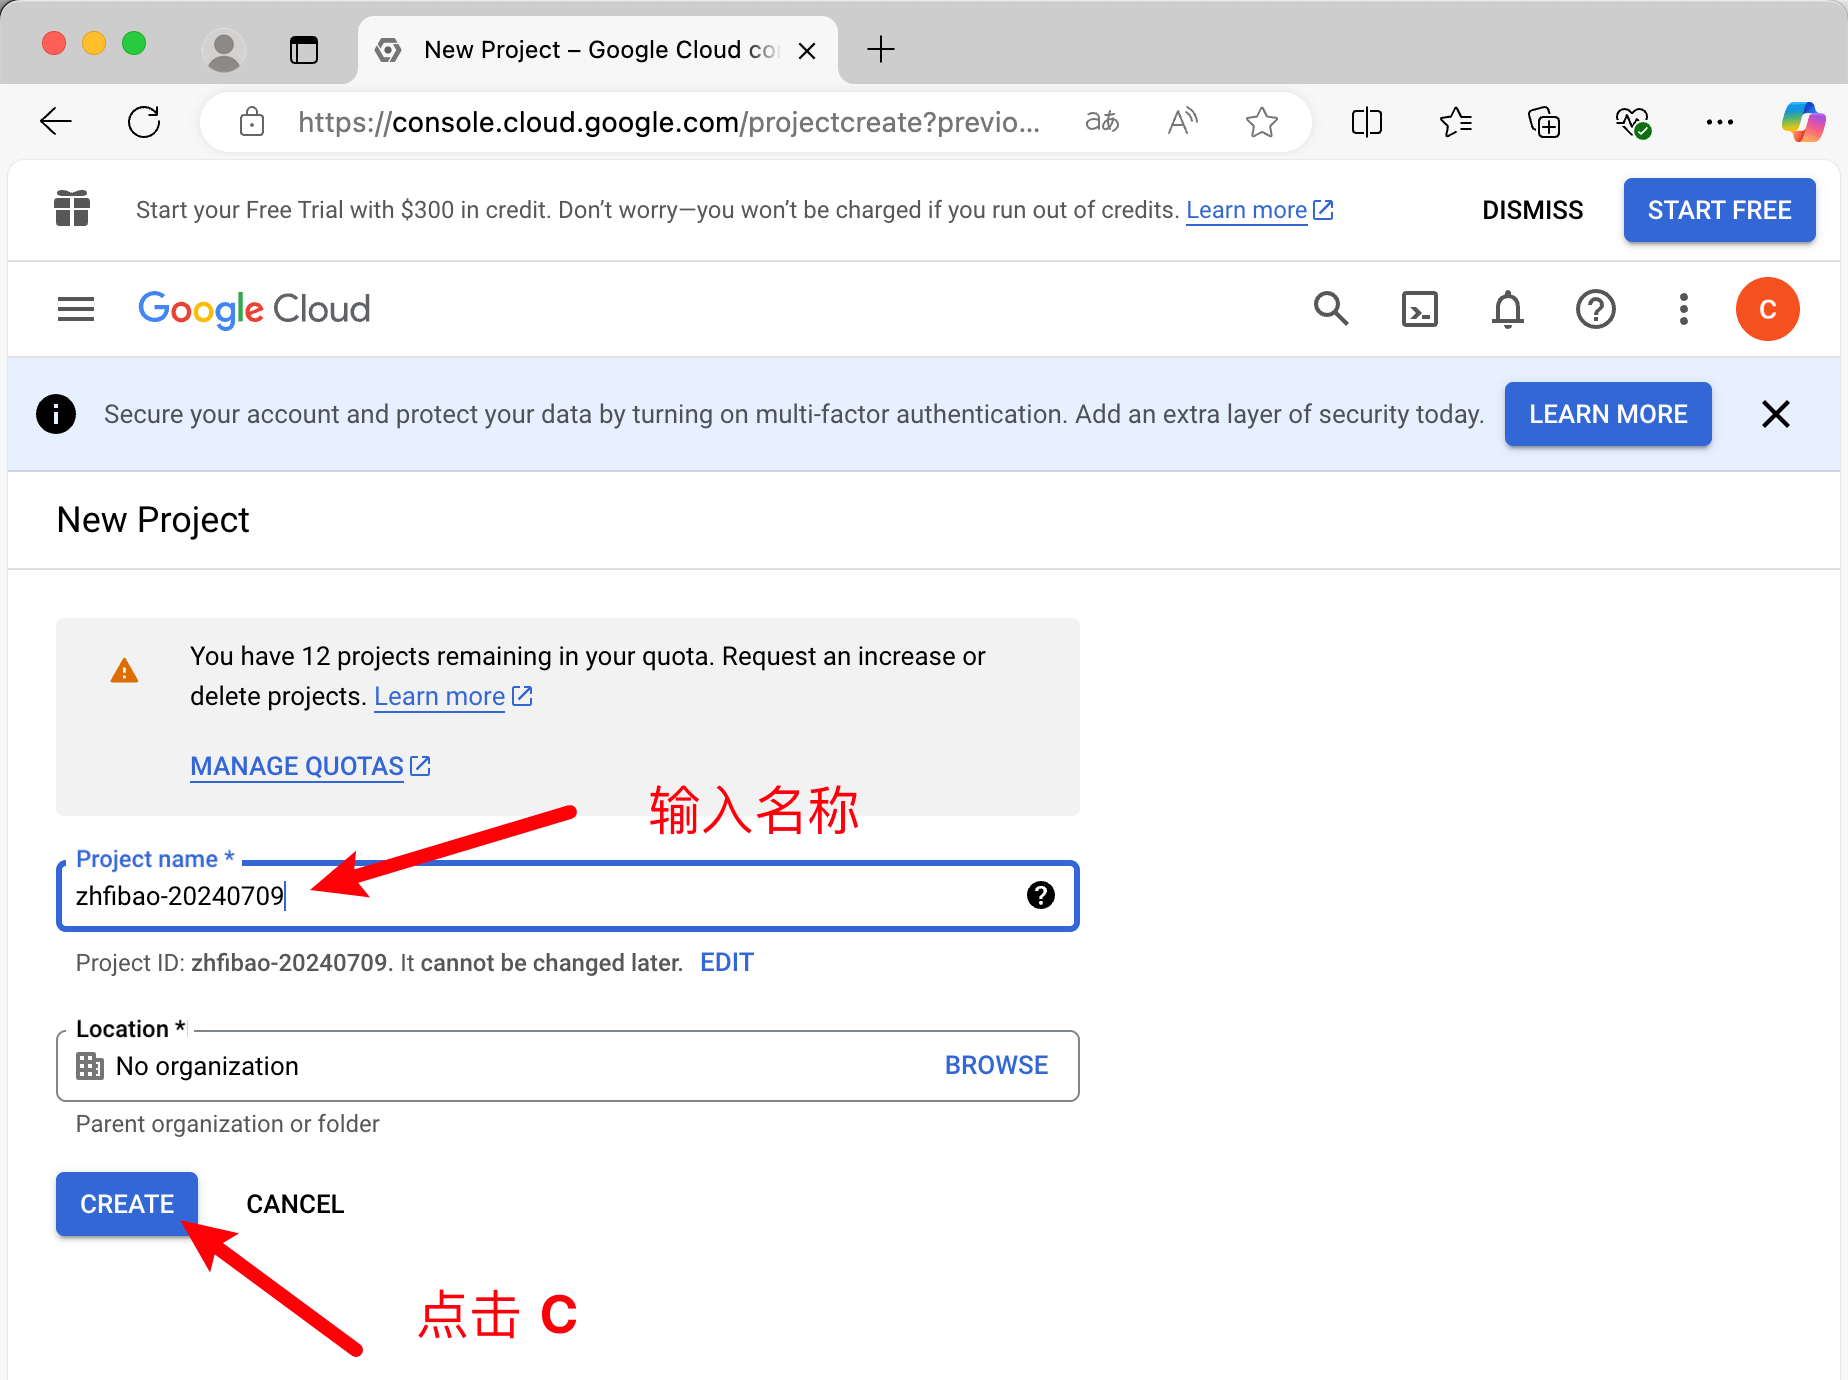 New Project – Google Cloud co
https://console.cloud.google.com/projectcreate?previo...
Start your Free Trial with $300 in credit. Don’t worry—you won’t be charged if you run out of credits. Learn more
DISMISS
START FREE
Google Cloud
C
Secure your account and protect your data by turning on multi-factor authentication. Add an extra layer of security today.
LEARN MORE
New Project
You have 12 projects remaining in your quota. Request an increase or
delete projects. Learn more
MANAGE QUOTAS
输入名称
Project name *
zhfibao-20240709
Project ID: zhfibao-20240709. It cannot be changed later. EDIT
Location *
No organization
BROWSE
Parent organization or folder
CREATE
CANCEL
点击 C